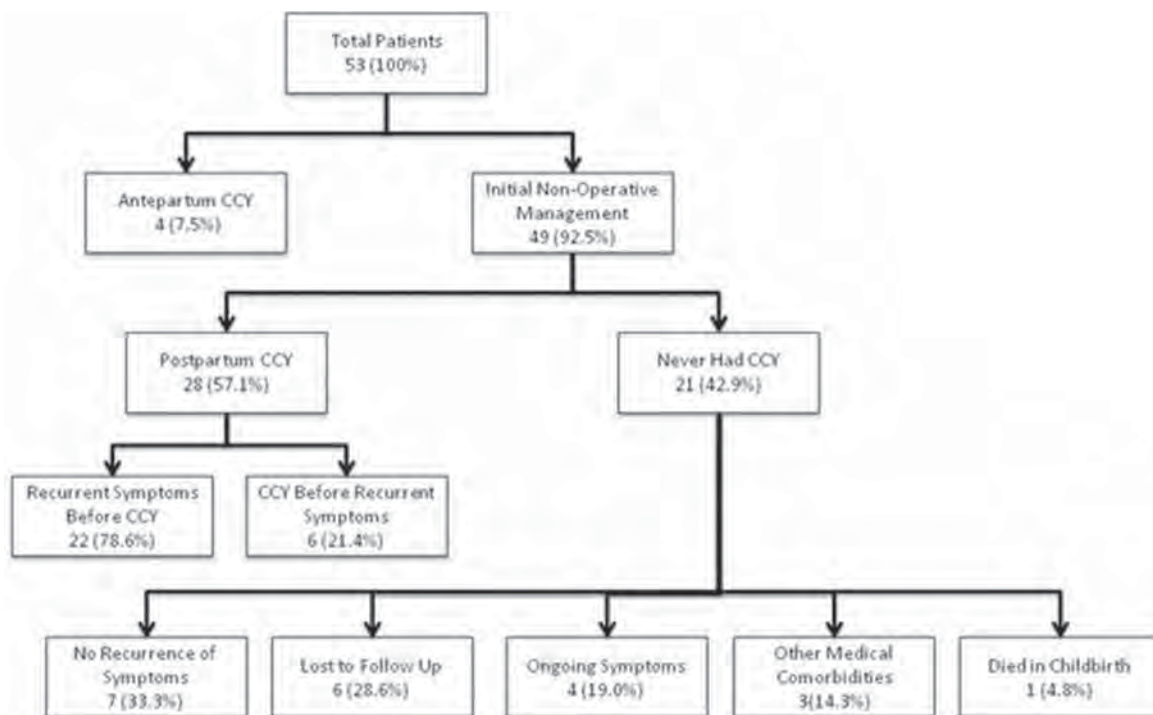 Total Patients
53 (100%)
Antepartum CCY
4 (7.5%)
Initial Non-Operative
Management
49 (92.5%)
Postpartum CCY
28 (57.1%)
Never Had CCY
21 (42.9%)
Recurrent Symptoms
Before CCY
22 (78.6%)
CCY Before Recurrent
Symptoms
6 (21.4%)
No Recurrence of
Symptoms
7 (33.3%)
Lost to Follow Up
6 (28.6%)
Ongoing Symptoms
4 (19.0%)
Other Medical
Comorbidities
3(14.3%)
Died in Childbirth
1 (4.8%)